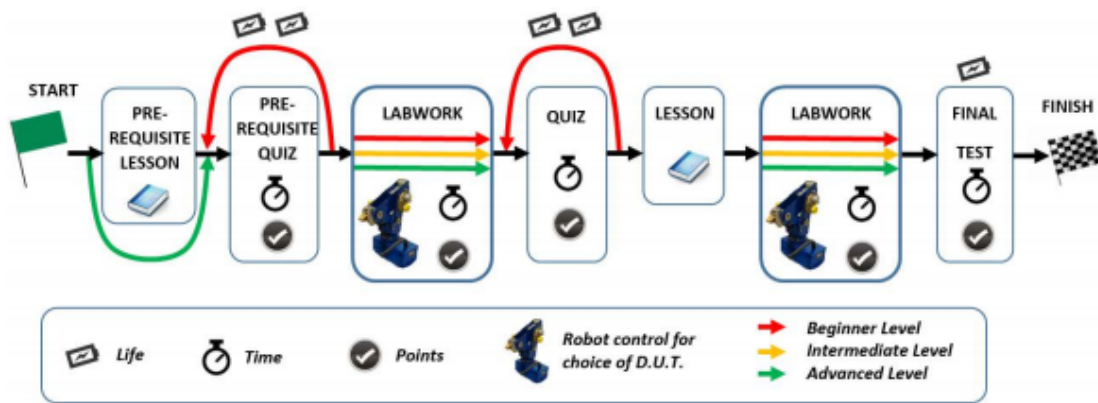 START
PRE-
REQUISITE
LESSON
PRE-
REQUISITE
QUIZ
LABWORK
QUIZ
LESSON
LABWORK
FINAL
TEST
FINISH
Life
Time
Points
Robot control for
choice of D.U.T.
Beginner Level
Intermediate Level
Advanced Level